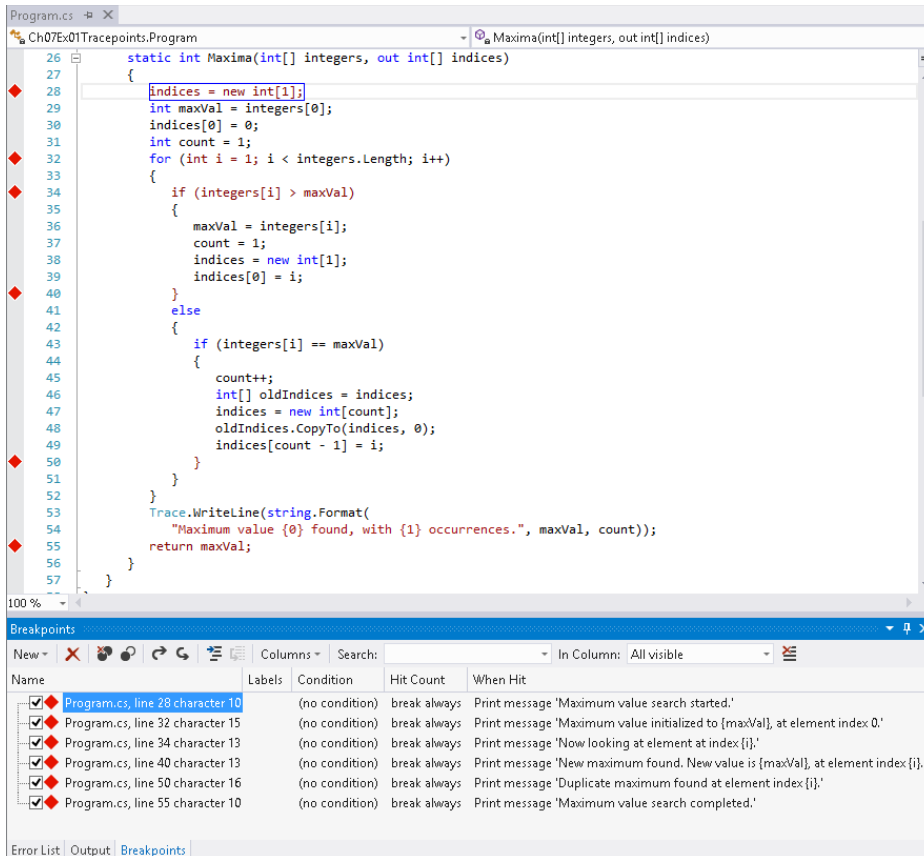 Program.cs
Ch07Ex01Tracepoints.Program Maxima(int[] integers, out int[] indices)
26 static int Maxima(int[] integers, out int[] indices)
27 {
28 indices = new int[1];
29 int maxVal = integers[0];
30 indices[0] = 0;
31 int count = 1;
32 for (int i = 1; i < integers.Length; i++)
33 {
34 if (integers[i] > maxVal)
35 {
36 maxVal = integers[i];
37 count = 1;
38 indices = new int[1];
39 indices[0] = i;
40 }
41 else
42 {
43 if (integers[i] == maxVal)
44 {
45 count++;
46 int[] oldIndices = indices;
47 indices = new int[count];
48 oldIndices.CopyTo(indices, 0);
49 indices[count - 1] = i;
50 }
51 }
52 }
53 Trace.WriteLine(string.Format(
54 "Maximum value {0} found, with {1} occurrences.", maxVal, count));
55 return maxVal;
56 }
57 }
100 %
Breakpoints
New Columns Search: In Column: All visible
Name Labels Condition Hit Count When Hit
Program.cs, line 28 character 10 (no condition) break always Print message 'Maximum value search started.'
Program.cs, line 32 character 15 (no condition) break always Print message 'Maximum value initialized to {maxVal}, at element index 0.'
Program.cs, line 34 character 13 (no condition) break always Print message 'Now looking at element at index {i}.'
Program.cs, line 40 character 13 (no condition) break always Print message 'New maximum found. New value is {maxVal}, at element index {i}.
Program.cs, line 50 character 16 (no condition) break always Print message 'Duplicate maximum found at element index {i}.'
Program.cs, line 55 character 10 (no condition) break always Print message 'Maximum value search completed.'
Error List Output Breakpoints